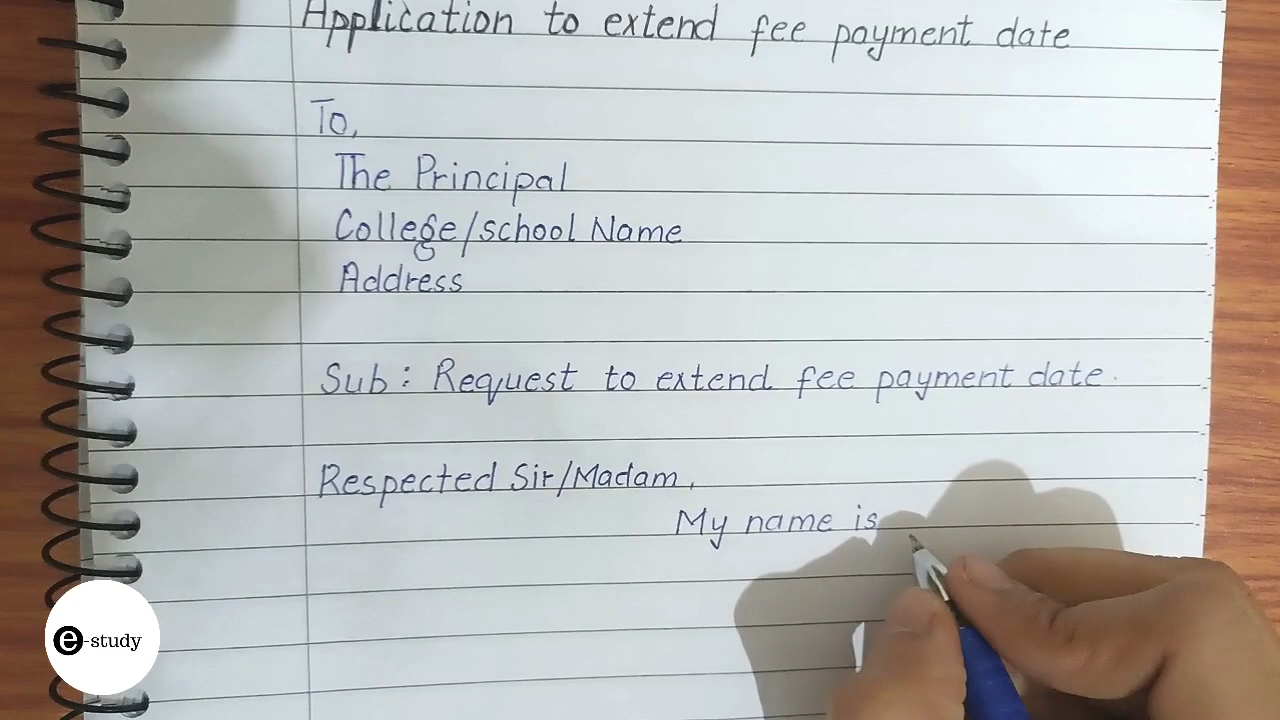 Application to extend fee payment date
To,
The Principal
College/school Name
Address
Sub: Request to extend fee payment date.
Respected Sir/Madam,
My name is
e-study